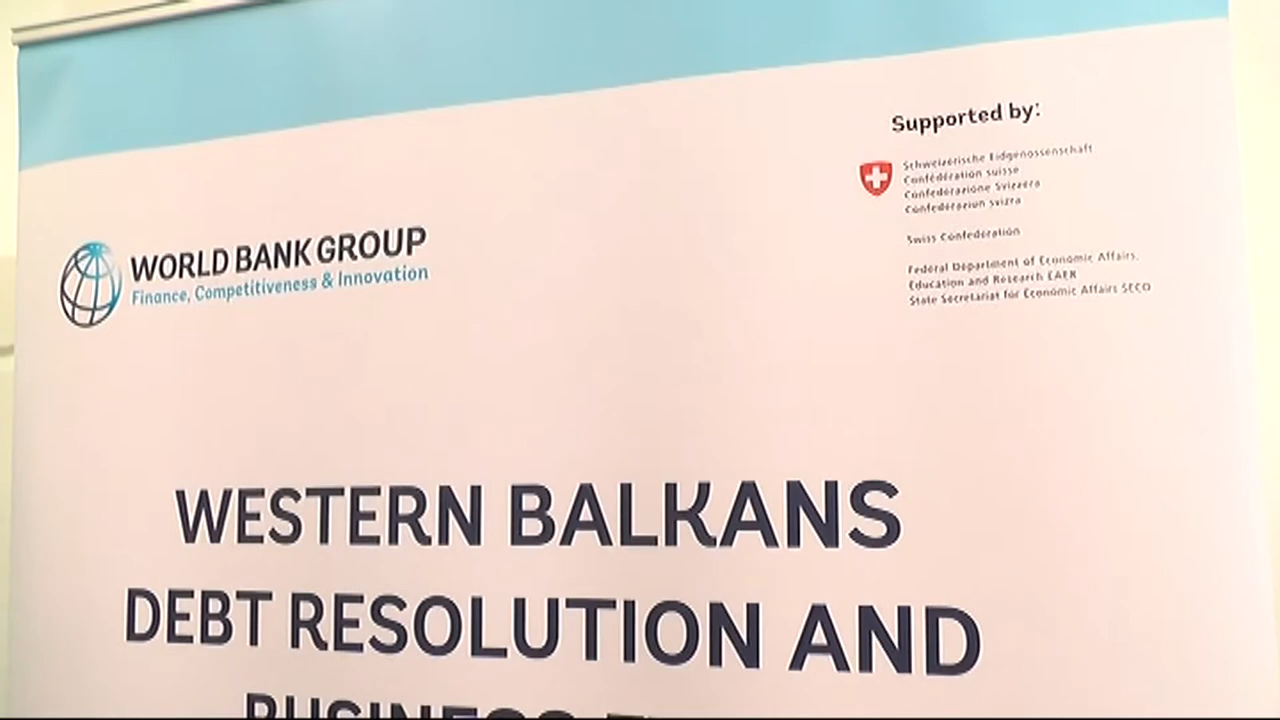 Supported by:
Schweizerische Eidgenossenschaft
Confédération suisse
Confederazione Svizzera
Confederaziun svizra
Swiss Confederation
Federal Department of Economic Affairs,
Education and Research EAER
State Secretariat for Economic Affairs SECO
WORLD BANK GROUP
Finance, Competitiveness & Innovation
WESTERN BALKANS
DEBT RESOLUTION AND
BUSINESS